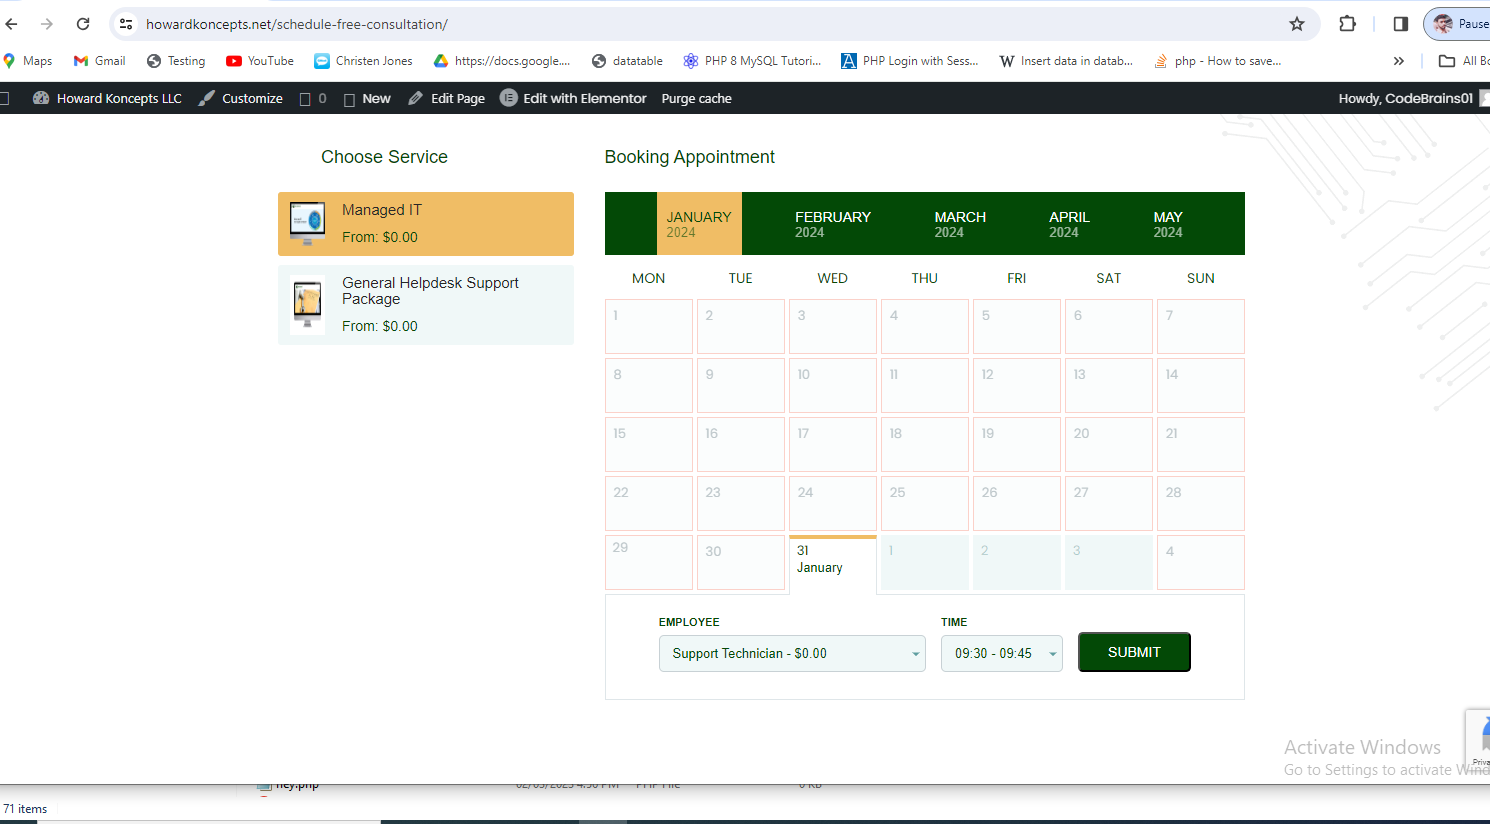 howardkoncepts.net/schedule-free-consultation/
Pause
Maps Gmail Testing YouTube Christen Jones https://docs.google.... datatable PHP 8 MySQL Tutori... PHP Login with Sess... Insert data in datab... php - How to save... » All Bo
Howard Koncepts LLC Customize 0 New Edit Page Edit with Elementor Purge cache Howdy, CodeBrains01
Choose Service
Booking Appointment
Managed IT
From: $0.00
General Helpdesk Support
Package
From: $0.00
JANUARY FEBRUARY MARCH APRIL MAY
2024 2024 2024 2024 2024
MON TUE WED THU FRI SAT SUN
1 2 3 4 5 6 7
8 9 10 11 12 13 14
15 16 17 18 19 20 21
22 23 24 25 26 27 28
29 30 31 1 2 3 4
January
EMPLOYEE TIME
Support Technician - $0.00 09:30 - 09:45 SUBMIT
Activate Windows
Go to Settings to activate Wind
Priva
71 items